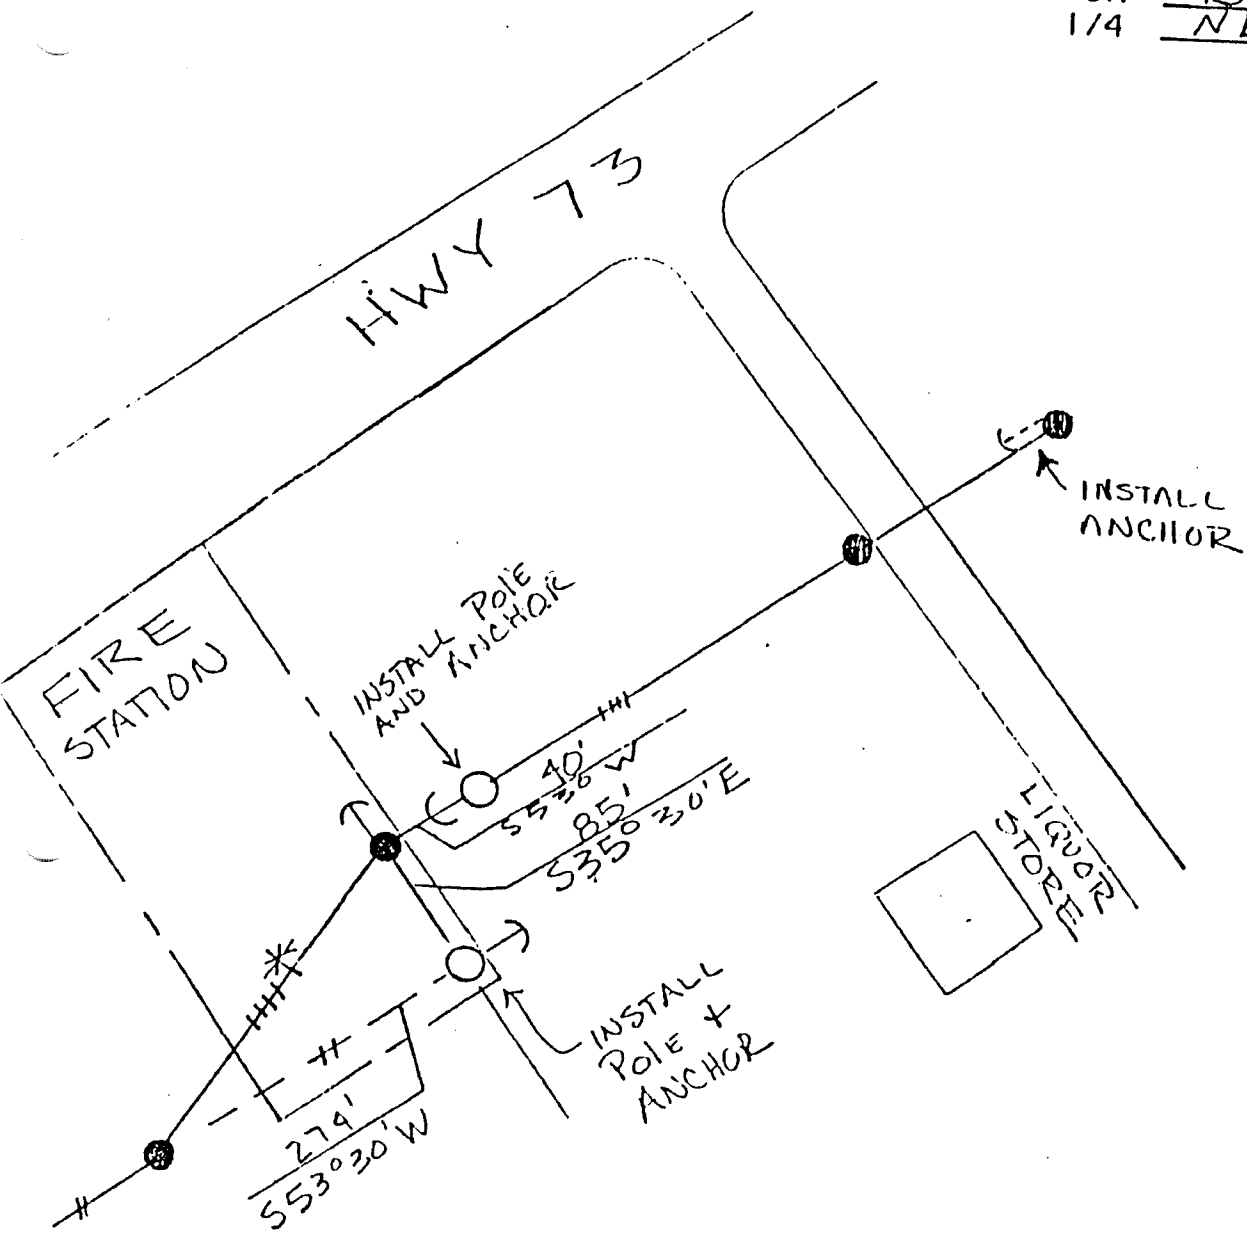 1/4
HWY 73
INSTALL
ANCHOR
FIRE
STATION
INSTALL POLE
AND ANCHOR
40'
S53° W
85'
S35° 30' E
LIQUOR
STORE
INSTALL
POLE +
ANCHOR
274'
S53° 30' W